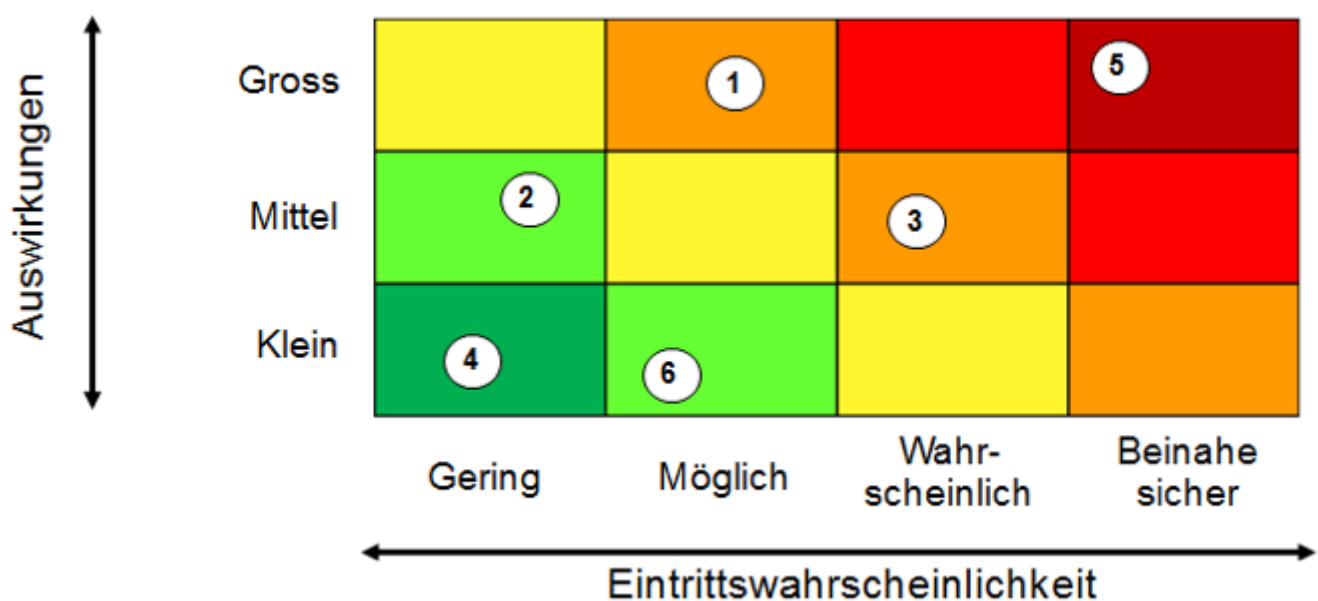 Auswirkungen
Gross
1
5
Mittel
2
3
Klein
4
6
Gering
Möglich
Wahr-
scheinlich
Beinahe
sicher
Eintrittswahrscheinlichkeit